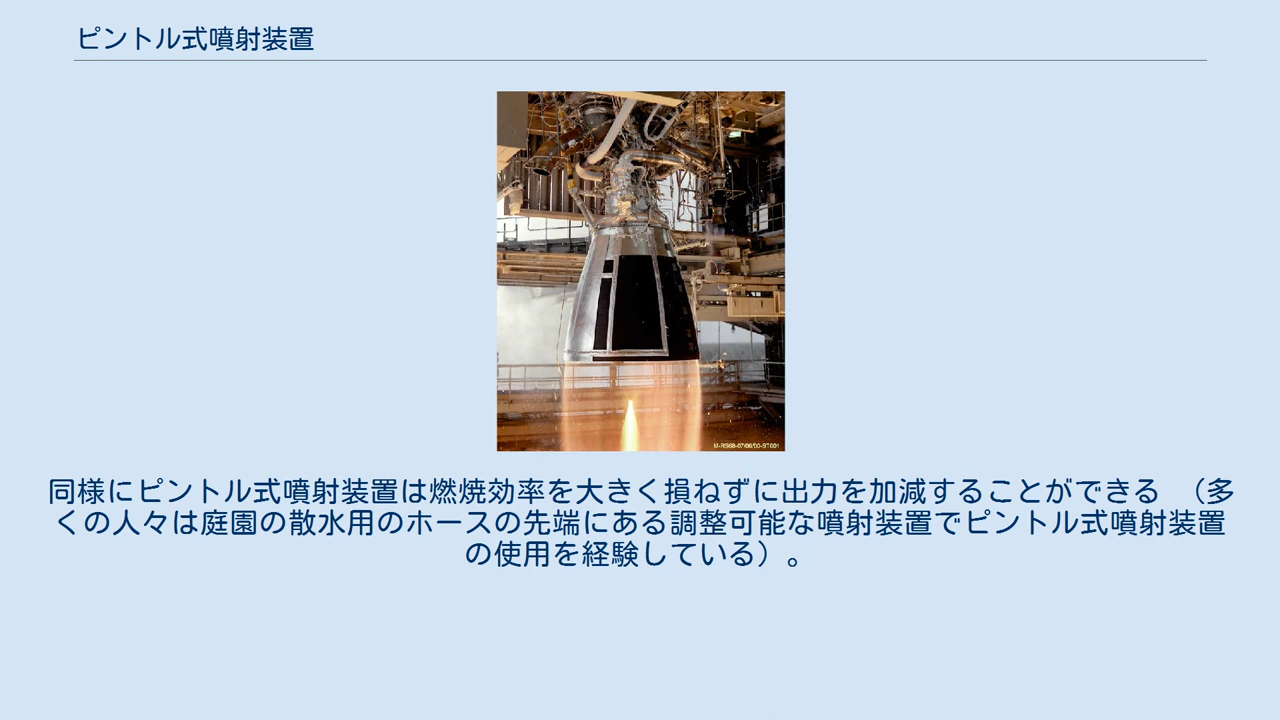 ピントル式噴射装置
M-RS68-07/06/00-ST001
同様にピントル式噴射装置は燃焼効率を大きく損ねずに出力を加減することができる （多
くの人々は庭園の散水用のホースの先端にある調整可能な噴射装置でピントル式噴射装置
の使用を経験している）。